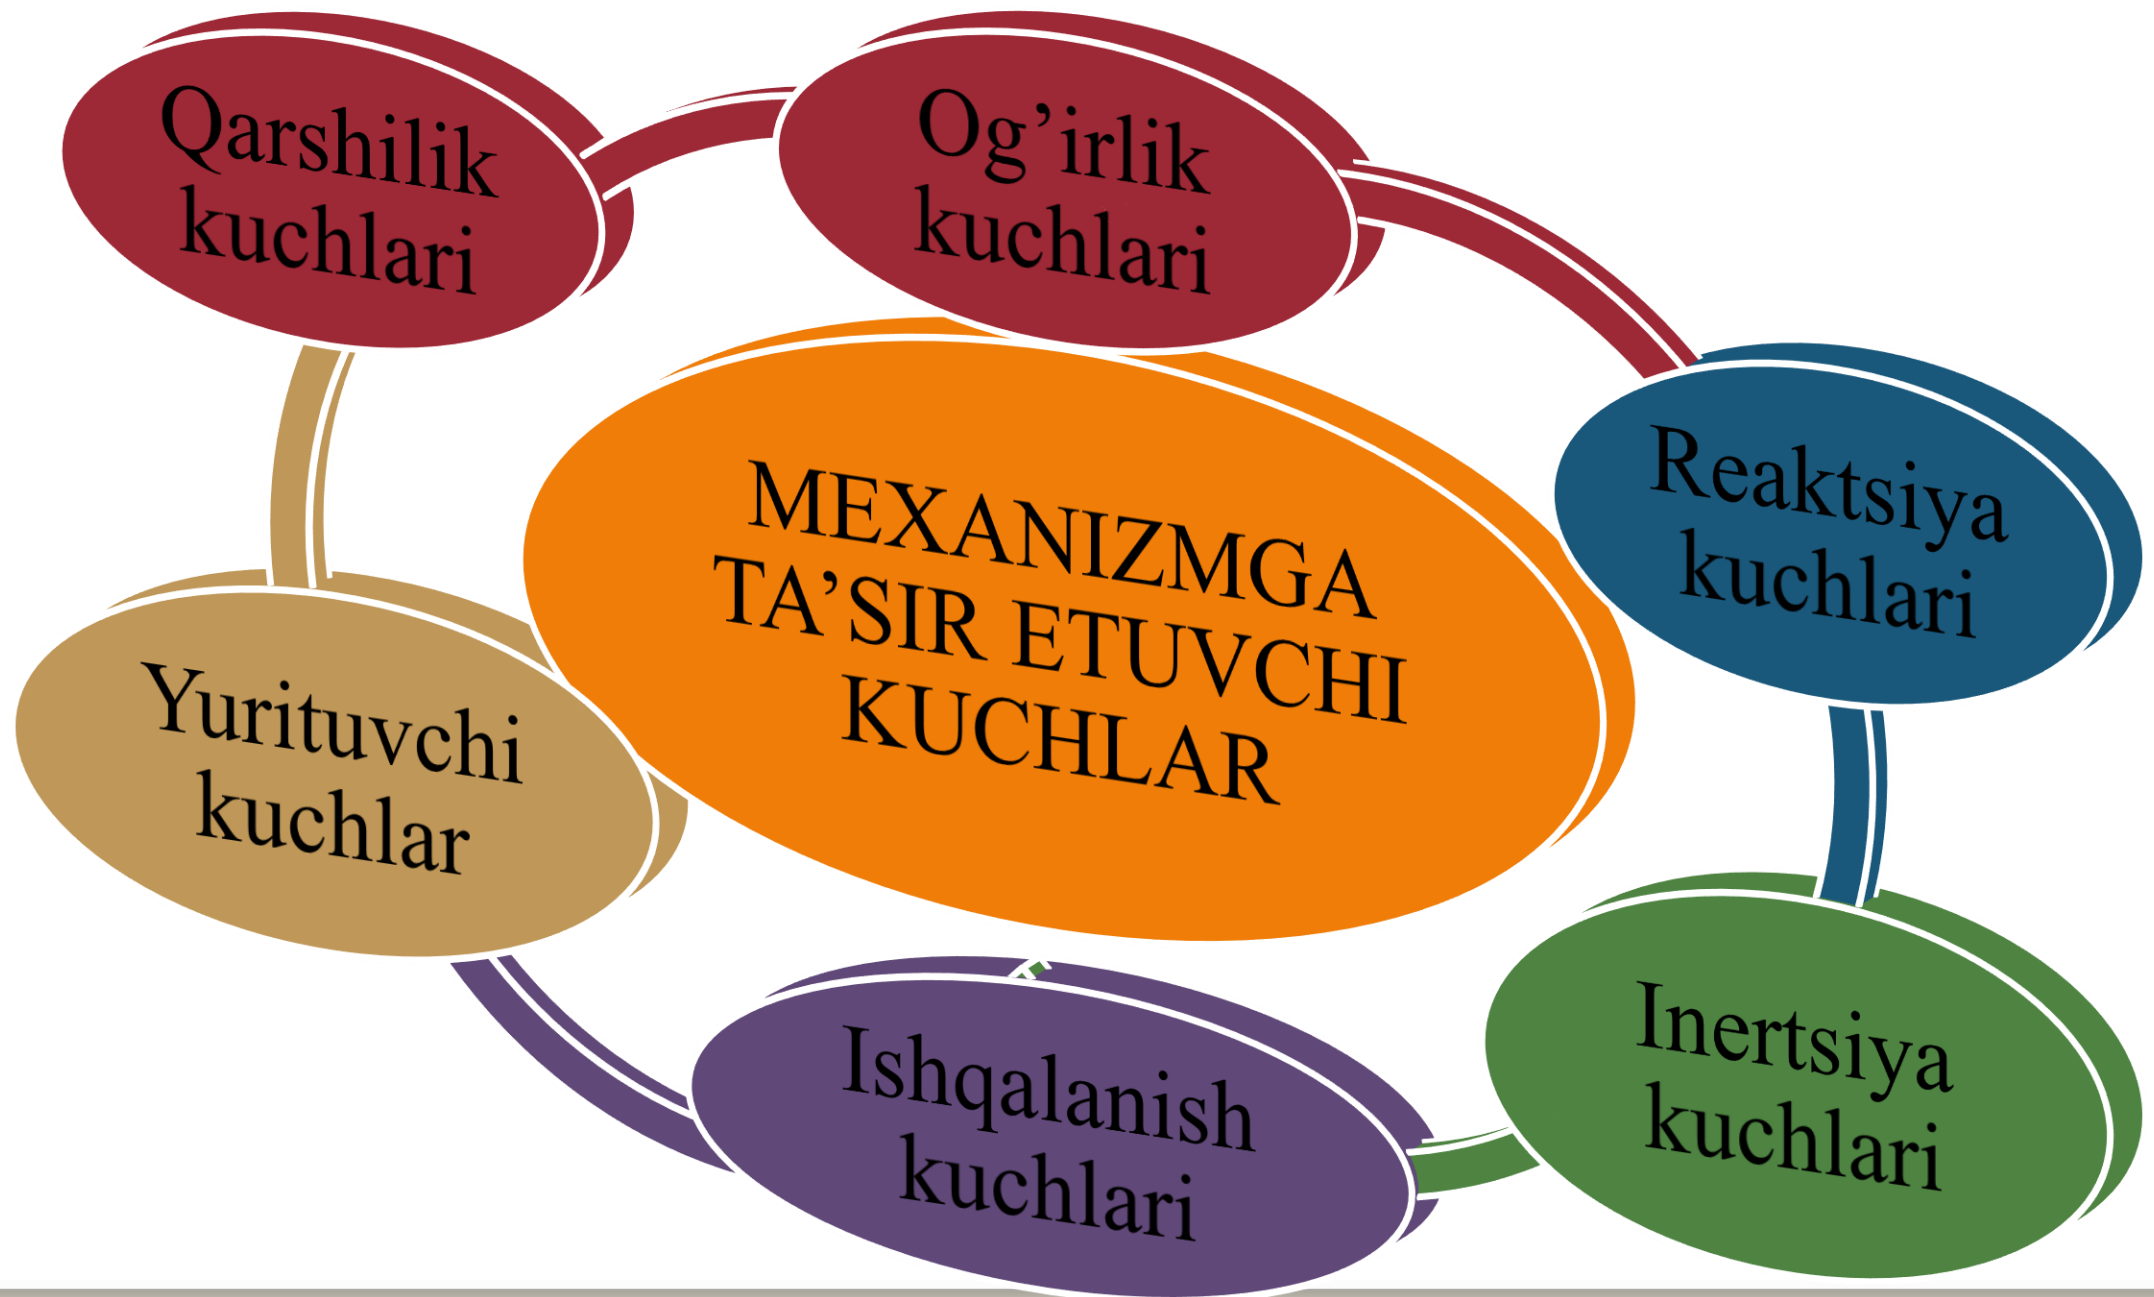 Qarshilik
kuchlari
Og’irlik
kuchlari
Reaktsiya
kuchlari
MEXANIZMGA
TA’SIR ETUVCHI
KUCHLAR
Yurituvchi
kuchlar
Ishqalanish
kuchlari
Inertsiya
kuchlari